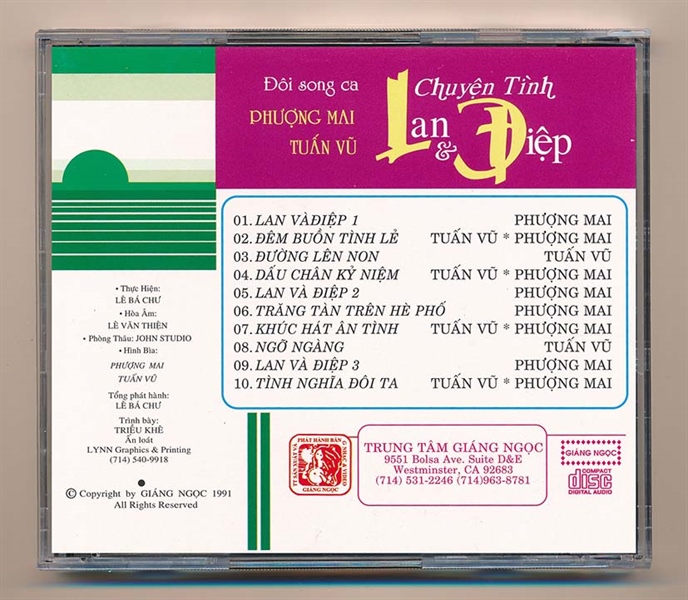 Đôi song ca
PHƯỢNG MAI
TUẤN VŨ
Chuyện Tình
Lan & Điệp
01. LAN VÀĐIỆP 1 PHƯỢNG MAI
02. ĐÊM BUỒN TÌNH LẺ TUẤN VŨ * PHƯỢNG MAI
03. ĐƯỜNG LÊN NON TUẤN VŨ
04. DẤU CHÂN KỶ NIỆM TUẤN VŨ * PHƯỢNG MAI
05. LAN VÀ ĐIỆP 2 PHƯỢNG MAI
06. TRĂNG TÀN TRÊN HÈ PHỐ PHƯỢNG MAI
07. KHÚC HÁT ÂN TÌNH TUẤN VŨ * PHƯỢNG MAI
08. NGỠ NGÀNG TUẤN VŨ
09. LAN VÀ ĐIỆP 3 PHƯỢNG MAI
10. TÌNH NGHĨA ĐÔI TA TUẤN VŨ * PHƯỢNG MAI
• Thực Hiện:
LÊ BÁ CHƯ
• Hòa Âm:
LÊ VĂN THIỆN
• Phòng Thâu: JOHN STUDIO
• Hình Bìa:
PHƯỢNG MAI
TUẤN VŨ
Tổng phát hành:
LÊ BÁ CHƯ
Trình bày:
TRIỆU KHÊ
Ấn loát
LYNN Graphics & Printing
(714) 540-9918
© Copyright by GIÁNG NGỌC 1991
All Rights Reserved
PHÁT HÀNH BĂNG
GIÁNG NGỌC
TRUNG TÂM GIÁNG NGỌC
9551 Bolsa Ave. Suite D&E
Westminster, CA 92683
(714) 531-2246 (714)963-8781
GIÁNG NGỌC
COMPACT
disc
DIGITAL AUDIO